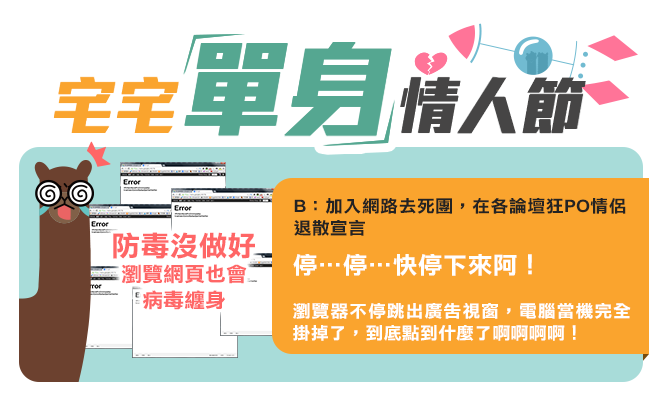 宅宅單身情人節
Error
Error
Error
Error
防毒沒做好
瀏覽網頁也會
病毒纏身
B：加入網路去死團，在各論壇狂PO情侶
退散宣言
停…停…快停下來阿！
瀏覽器不停跳出廣告視窗，電腦當機完全
掛掉了，到底點到什麼了啊啊啊啊！